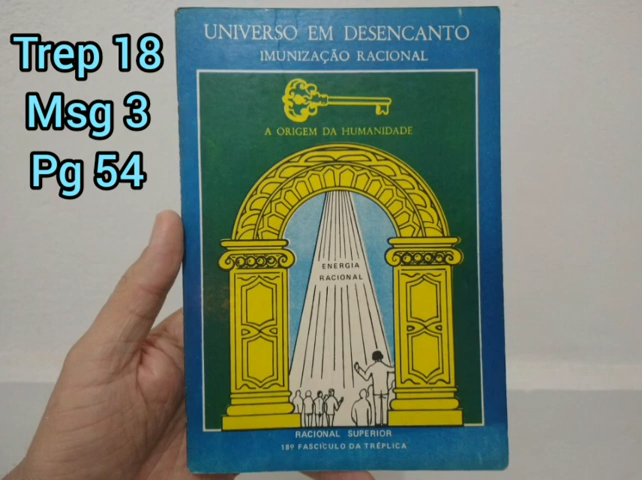 Trep 18
Msg 3
Pg 54
UNIVERSO EM DESENCANTO
IMUNIZAÇÃO RACIONAL
A ORIGEM DA HUMANIDADE
ENERGIA
RACIONAL
RACIONAL SUPERIOR
18º FASCÍCULO DA TRÉPLICA